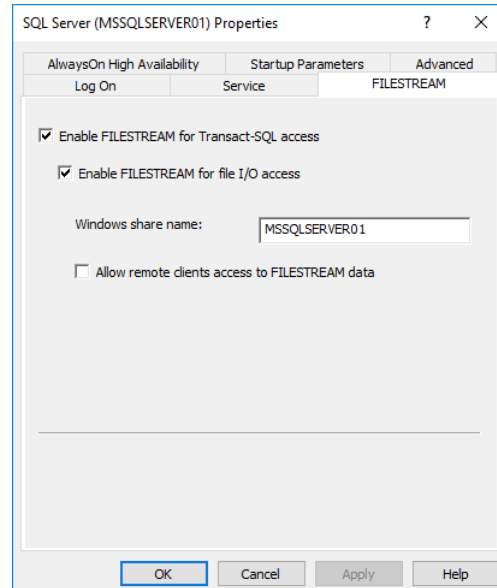 SQL Server (MSSQLSERVER01) Properties ? ×
AlwaysOn High Availability Startup Parameters Advanced
Log On Service FILESTREAM
Enable FILESTREAM for Transact-SQL access
Enable FILESTREAM for file I/O access
Windows share name: MSSQLSERVER01
Allow remote clients access to FILESTREAM data
OK Cancel Apply Help